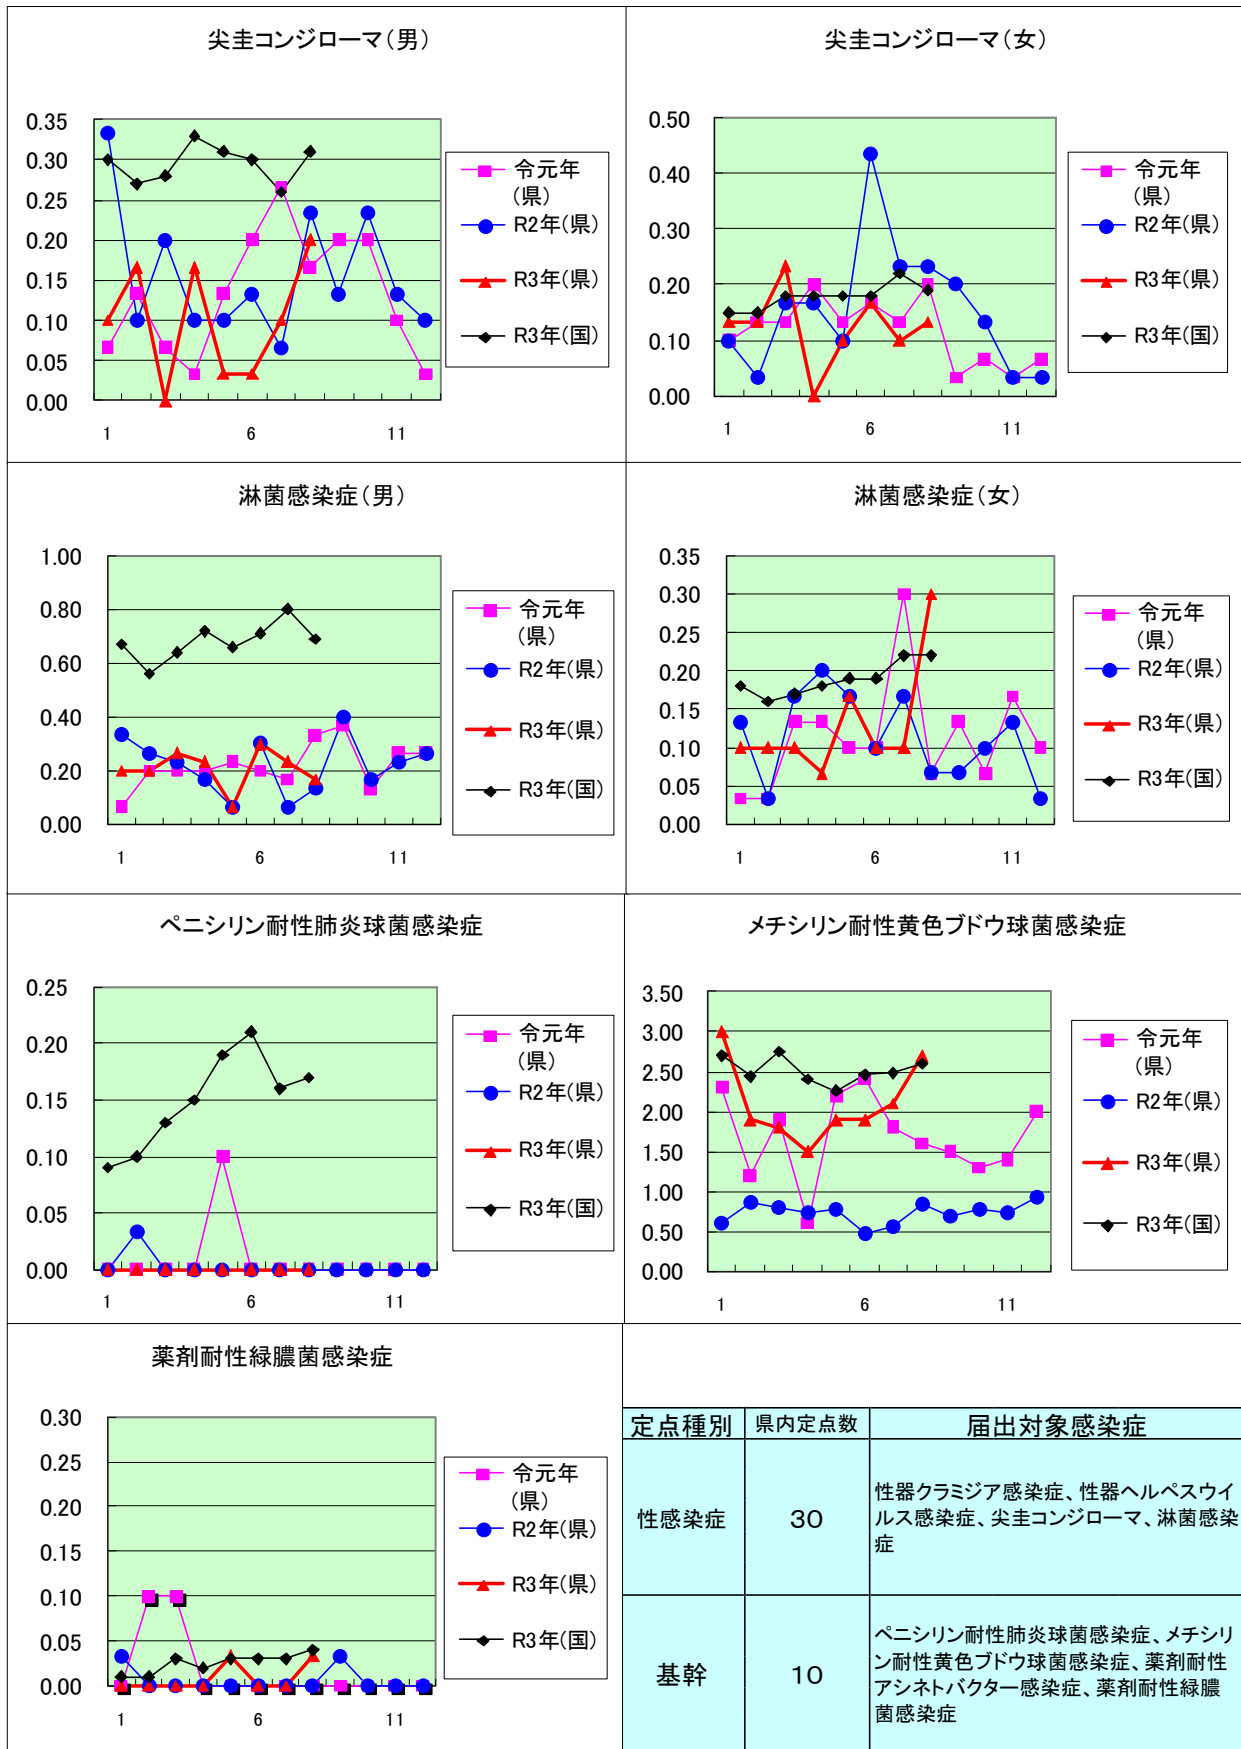 尖圭コンジローマ(男)
0.35
0.30
0.25
0.20
0.15
0.10
0.05
0.00
1
6
11
令元年
(県)
R2年(県)
R3年(県)
R3年(国)
尖圭コンジローマ(女)
0.50
0.40
0.30
0.20
0.10
0.00
1
6
11
令元年
(県)
R2年(県)
R3年(県)
R3年(国)
淋菌感染症(男)
1.00
0.80
0.60
0.40
0.20
0.00
1
6
11
令元年
(県)
R2年(県)
R3年(県)
R3年(国)
淋菌感染症(女)
0.35
0.30
0.25
0.20
0.15
0.10
0.05
0.00
1
6
11
令元年
(県)
R2年(県)
R3年(県)
R3年(国)
ペニシリン耐性肺炎球菌感染症
0.25
0.20
0.15
0.10
0.05
0.00
1
6
11
令元年
(県)
R2年(県)
R3年(県)
R3年(国)
メチシリン耐性黄色ブドウ球菌感染症
3.50
3.00
2.50
2.00
1.50
1.00
0.50
0.00
1
6
11
令元年
(県)
R2年(県)
R3年(県)
R3年(国)
薬剤耐性緑膿菌感染症
0.30
0.25
0.20
0.15
0.10
0.05
0.00
1
6
11
令元年
(県)
R2年(県)
R3年(県)
R3年(国)
定点種別 県内定点数 届出対象感染症
性感染症 30
性器クラミジア感染症、性器ヘルペスウイ
ルス感染症、尖圭コンジローマ、淋菌感染
症
基幹 10
ペニシリン耐性肺炎球菌感染症、メチシリ
ン耐性黄色ブドウ球菌感染症、薬剤耐性
アシネトバクター感染症、薬剤耐性緑膿
菌感染症